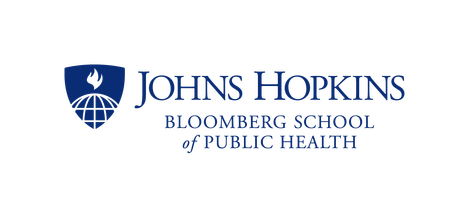 JOHNS HOPKINS
BLOOMBERG SCHOOL
of PUBLIC HEALTH